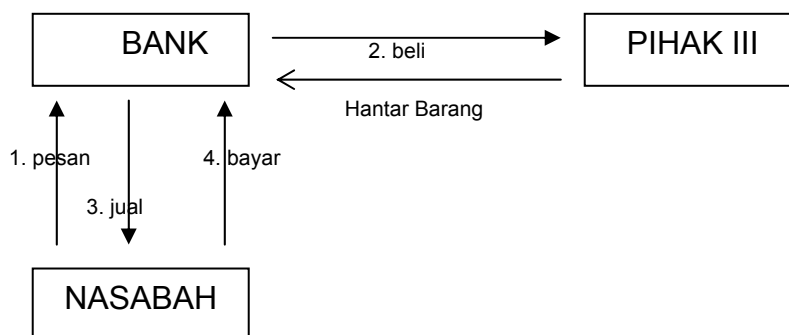 BANK
PIHAK III
2. beli
Hantar Barang
1. pesan
4. bayar
3. jual
NASABAH